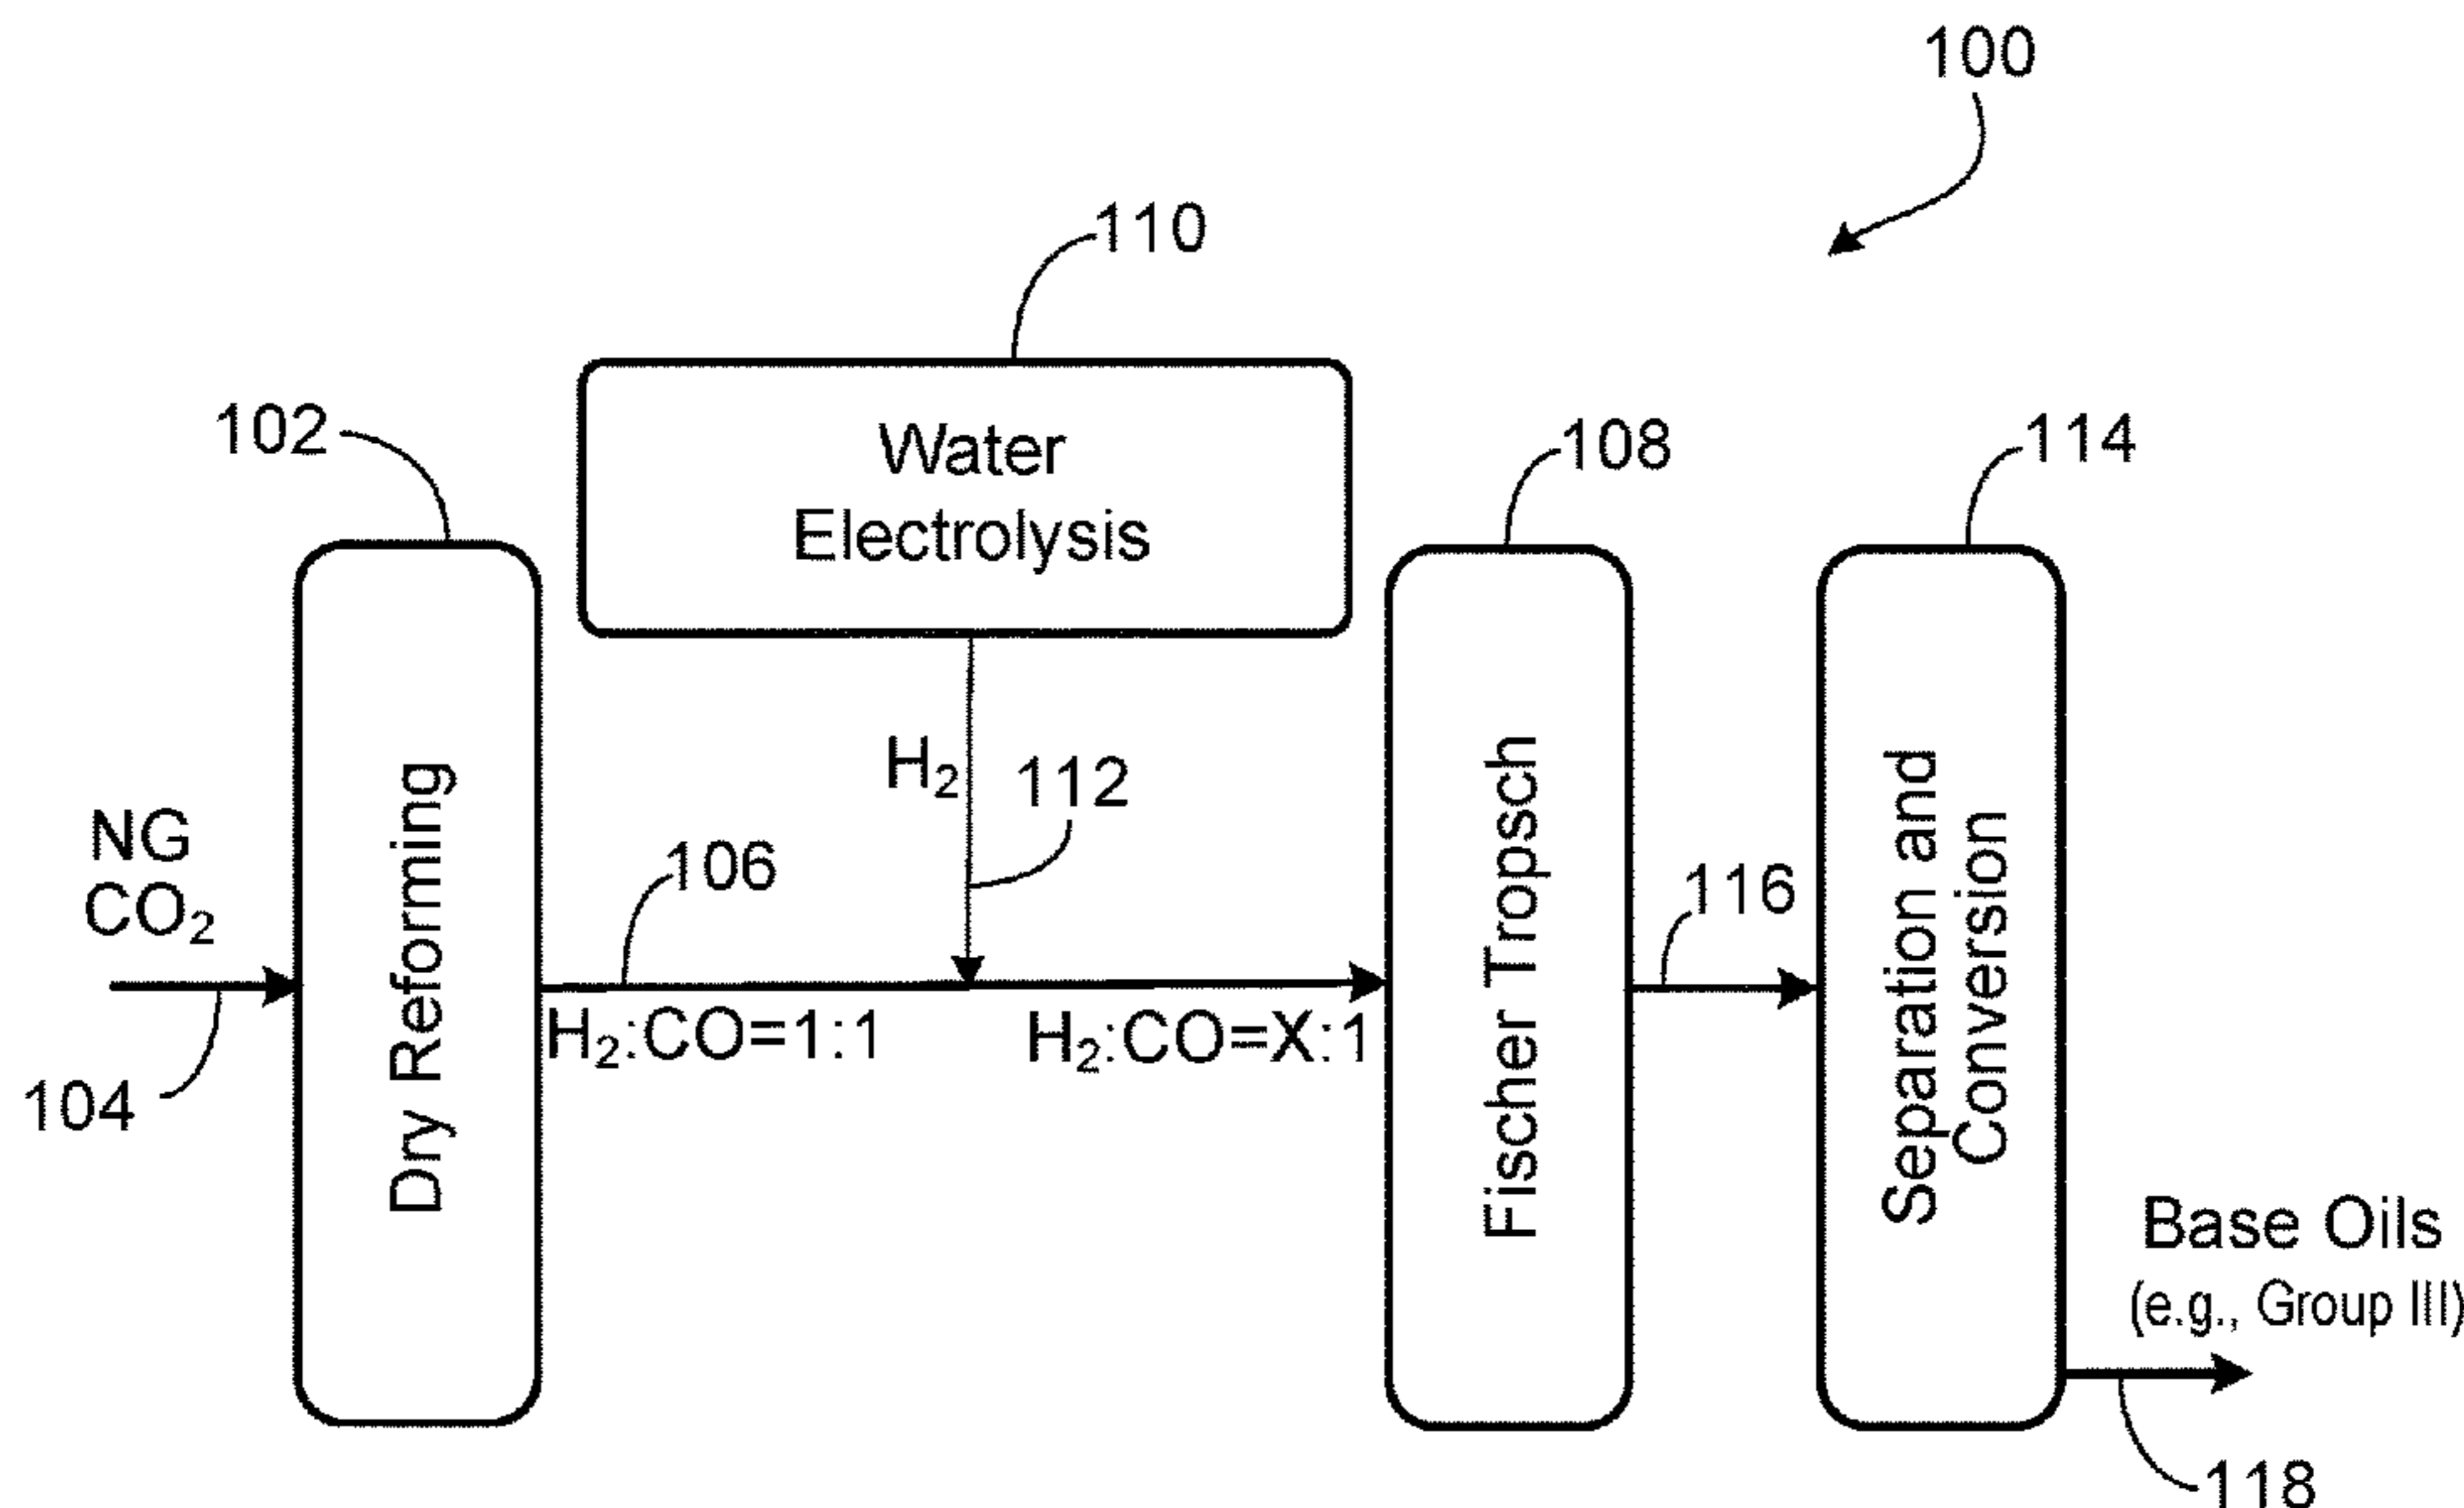 100
110
102
Water
Electrolysis
108
114
Dry Reforming
H₂
112
Fischer Tropsch
Separation and
Conversion
NG
CO₂
106
116
104
H₂:CO=1:1
H₂:CO=X:1
Base Oils
(e.g., Group III)
118